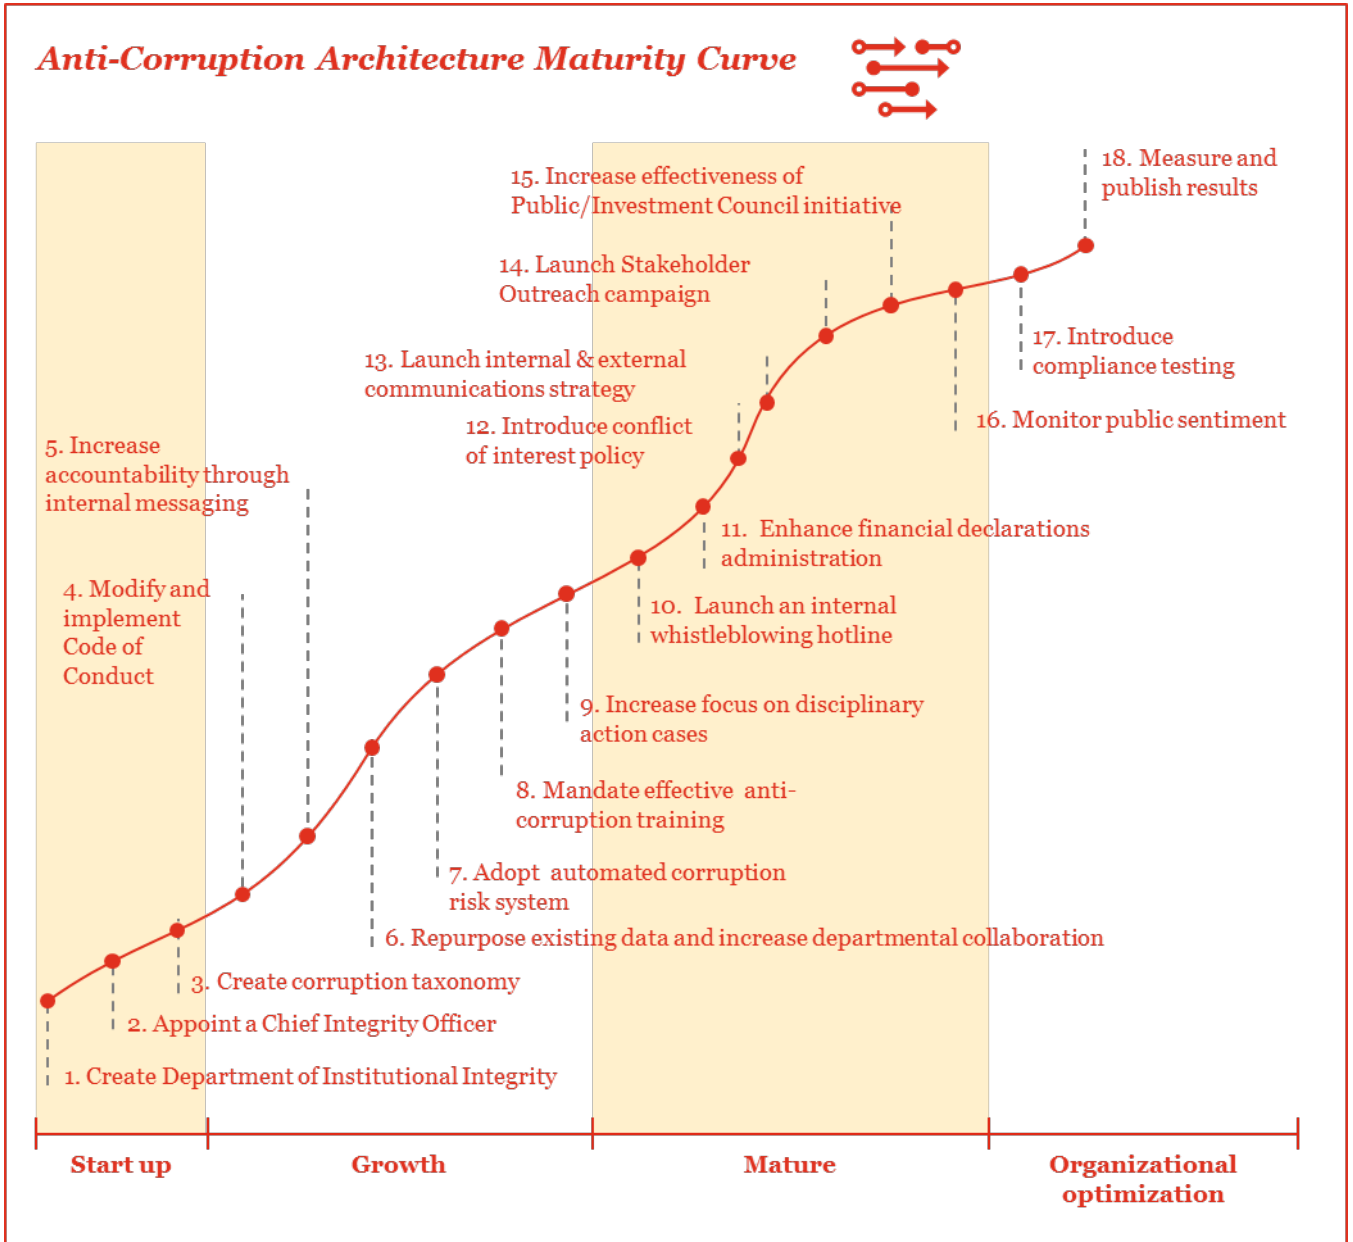 Anti-Corruption Architecture Maturity Curve
18. Measure and
publish results
15. Increase effectiveness of
Public/Investment Council initiative
14. Launch Stakeholder
Outreach campaign
17. Introduce
compliance testing
13. Launch internal & external
communications strategy
16. Monitor public sentiment
12. Introduce conflict
of interest policy
5. Increase
accountability through
internal messaging
11. Enhance financial declarations
administration
4. Modify and
implement
Code of
Conduct
10. Launch an internal
whistleblowing hotline
9. Increase focus on disciplinary
action cases
8. Mandate effective anti-
corruption training
7. Adopt automated corruption
risk system
6. Repurpose existing data and increase departmental collaboration
3. Create corruption taxonomy
2. Appoint a Chief Integrity Officer
1. Create Department of Institutional Integrity
Start up
Growth
Mature
Organizational
optimization